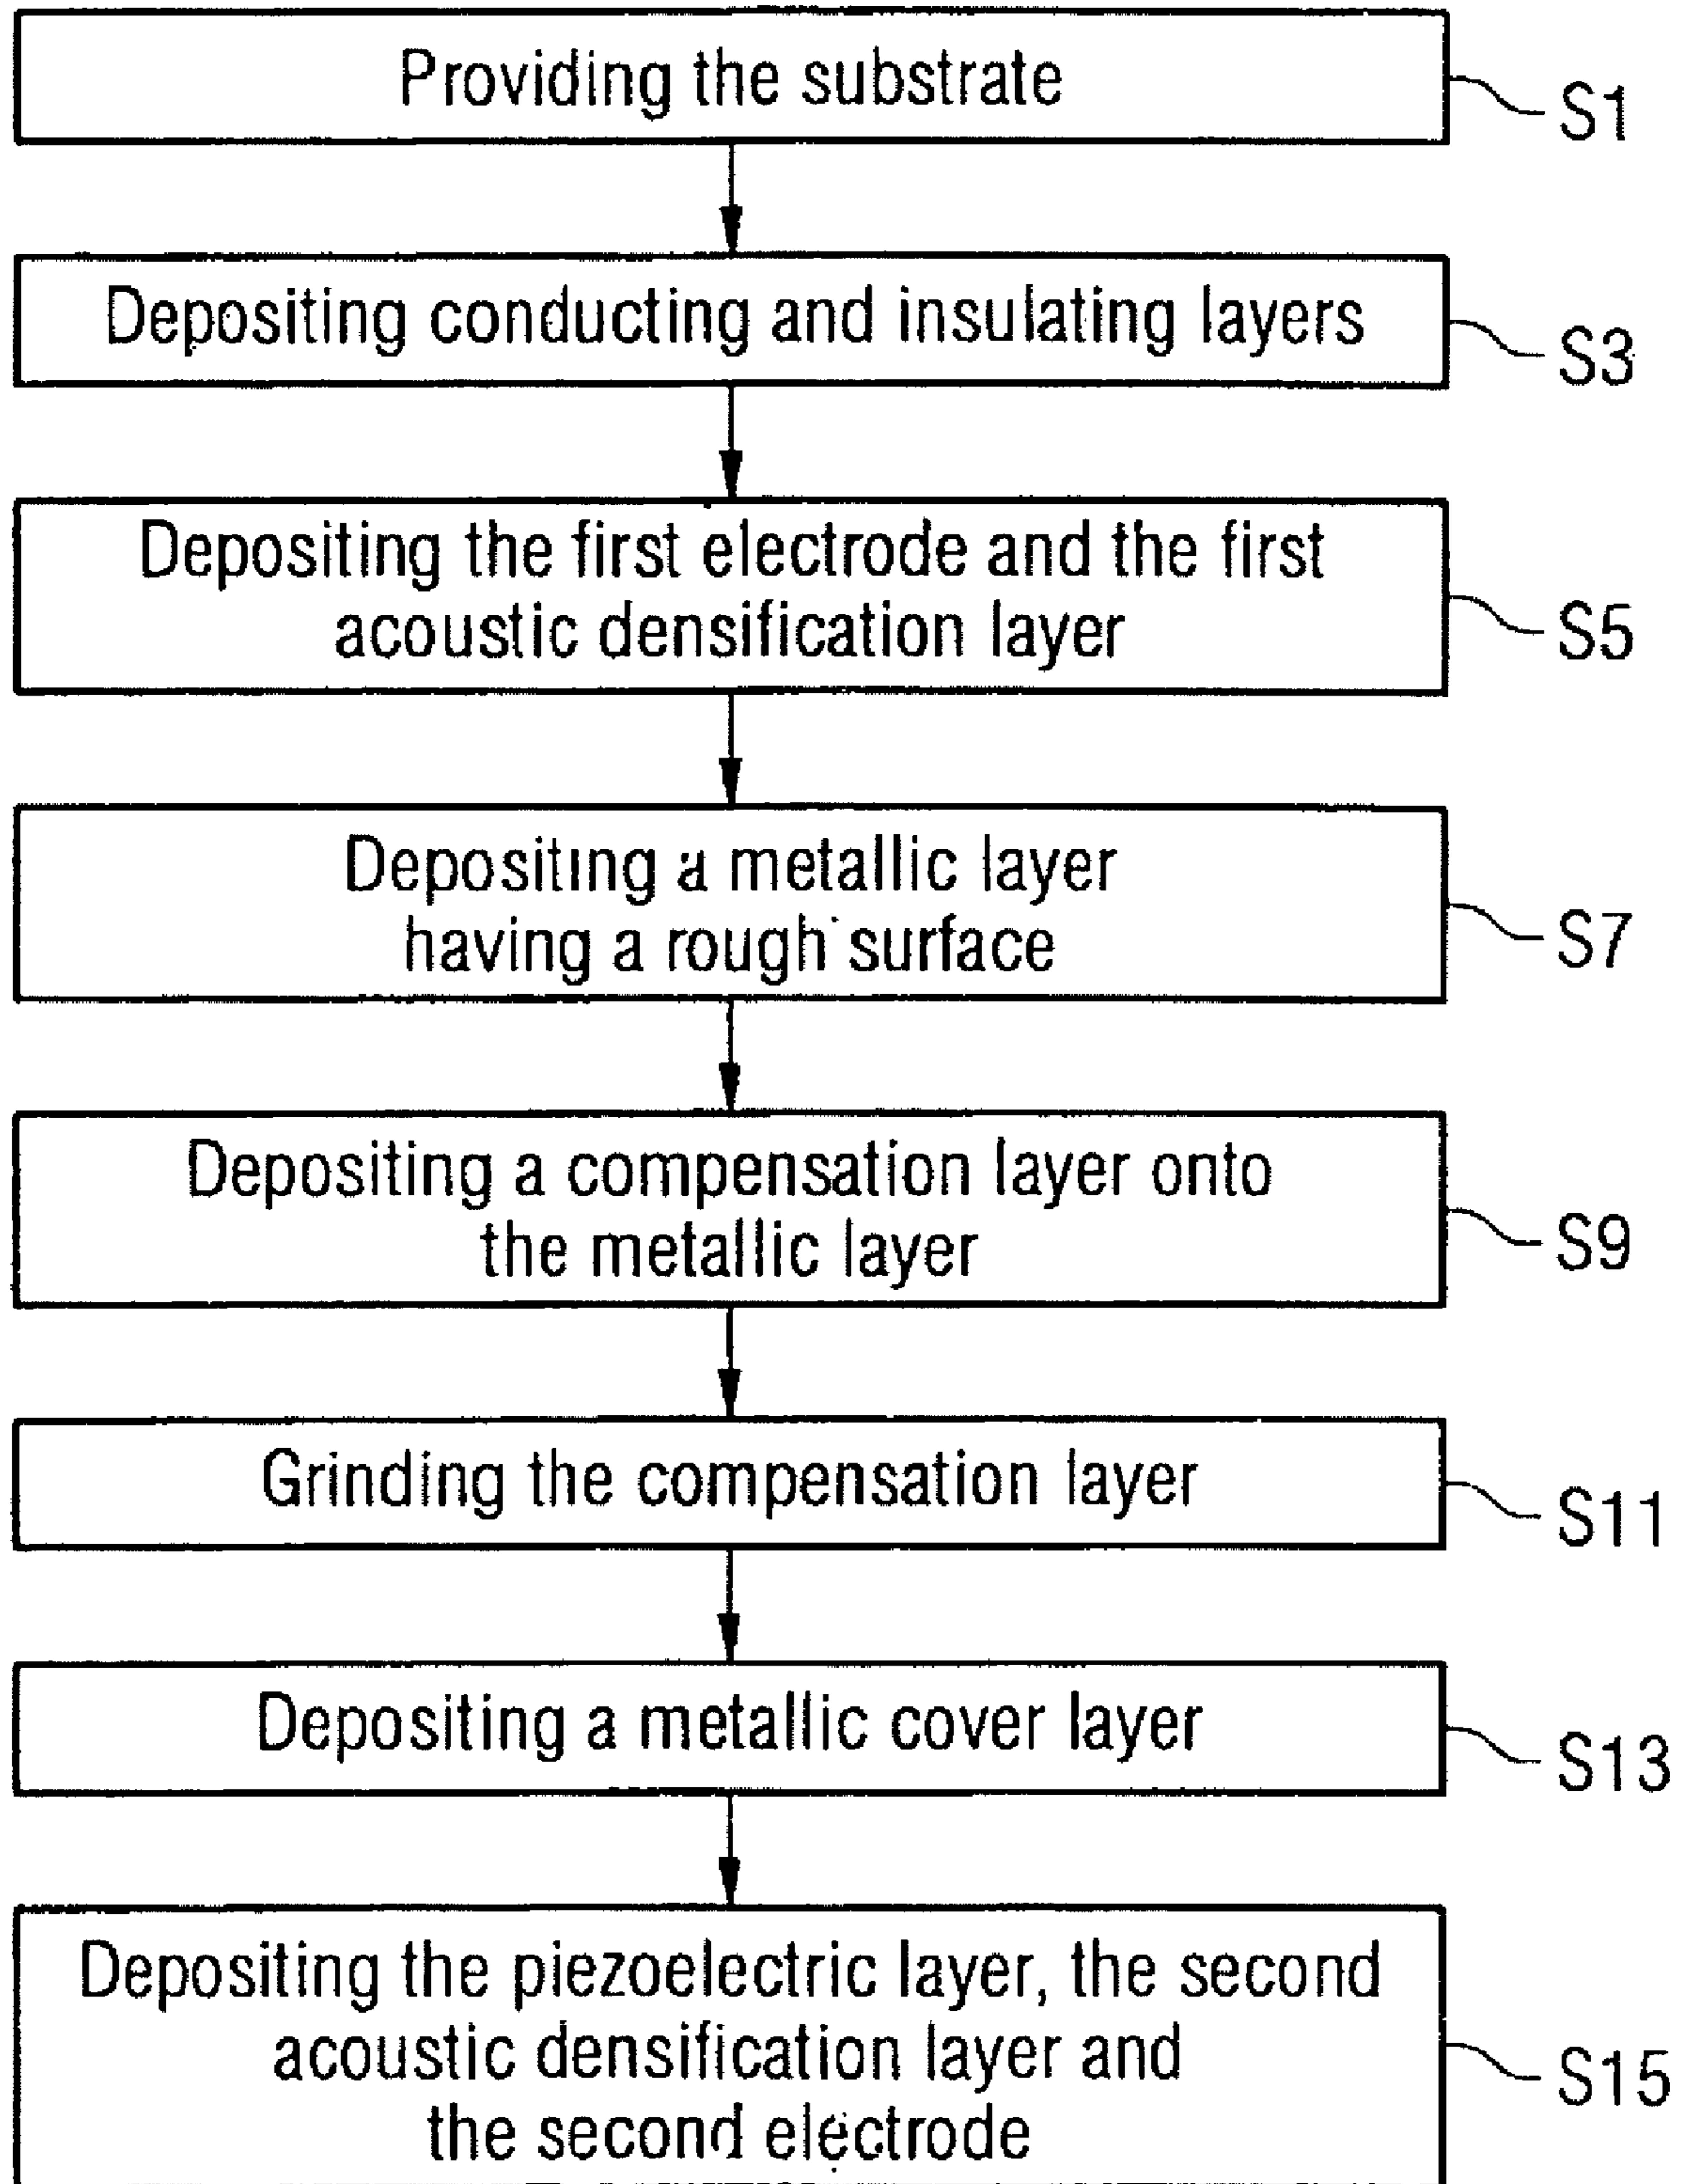 Providing the substrate
S1
Depositing conducting and insulating layers
S3
Depositing the first electrode and the first
acoustic densification layer
S5
Depositing a metallic layer
having a rough surface
S7
Depositing a compensation layer onto
the metallic layer
S9
Grinding the compensation layer
S11
Depositing a metallic cover layer
S13
Depositing the piezoelectric layer, the second
acoustic densification layer and
the second electrode
S15